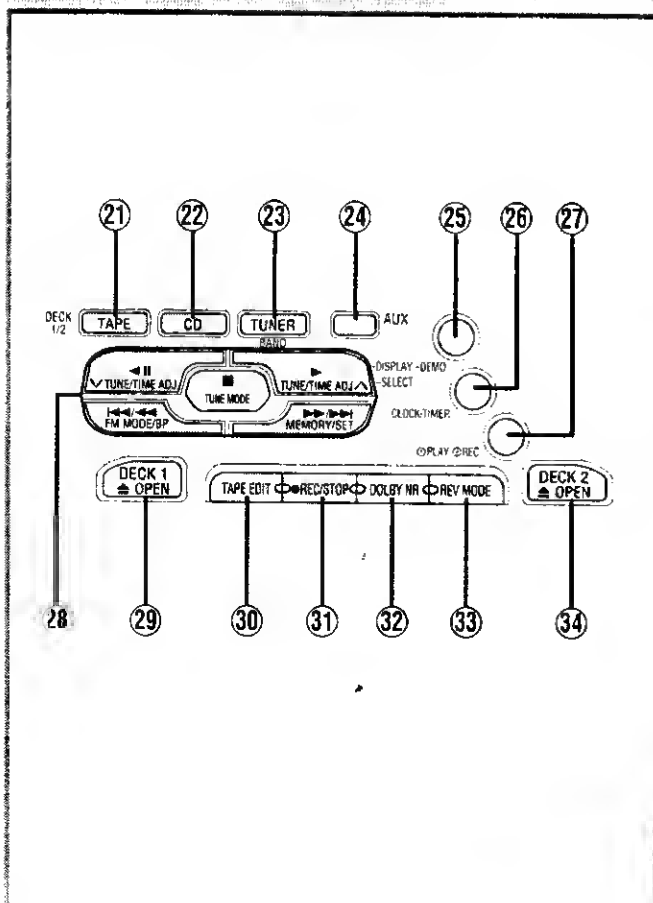 21 22 23 24 25 26 27
DECK 1/2 TAPE CD TUNER AUX
BAND
DISPLAY -DEMO
-SELECT
TUNE/TIME ADJ TUNE MODE TUNE/TIME ADJ
CLOCK-TIMER
FM MODE/BP MEMORY/SET
PLAY REC
DECK 1
OPEN
TAPE EDIT REC/STOP DOLBY NR REV MODE
DECK 2
OPEN
28 29 30 31 32 33 34